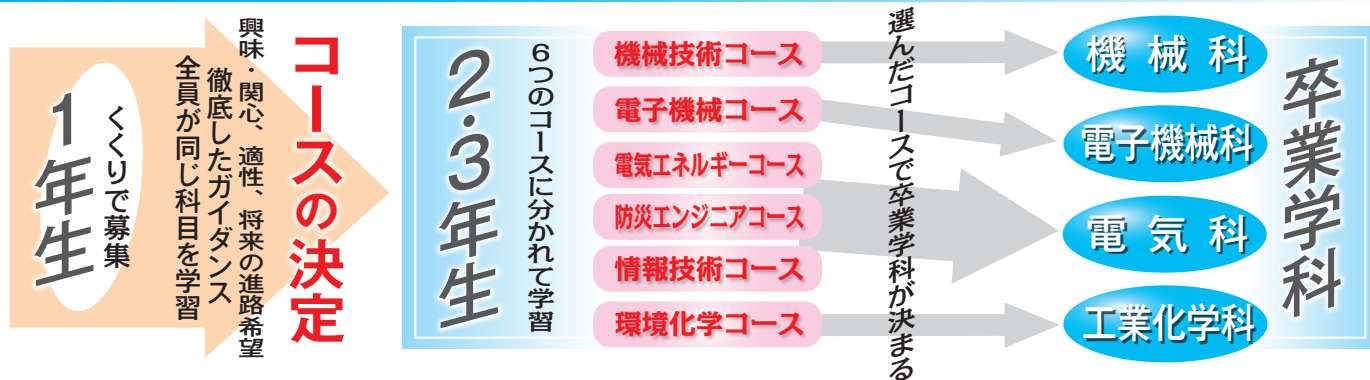 1年生
くくりで募集
全員が同じ科目を学習
徹底したガイダンス
興味・関心、適性、将来の進路希望
コースの決定
2・3年生
6つのコースに分かれて学習
機械技術コース
電子機械コース
電気エネルギーコース
防災エンジニアコース
情報技術コース
環境化学コース
選んだコースで卒業学科が決まる
機械科
電子機械科
電気科
工業化学科
卒業学科